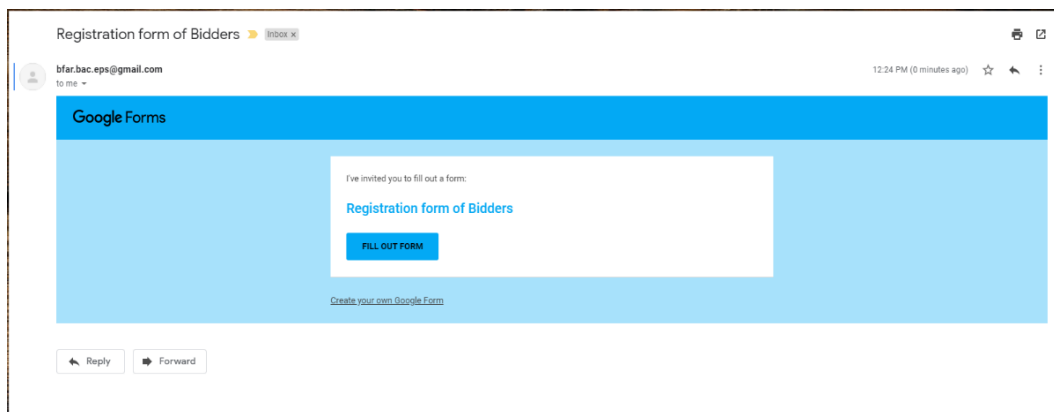 Registration form of Bidders Inbox x
bfar.bac.eps@gmail.com 12:24 PM (0 minutes ago)
to me
Google Forms
I've invited you to fill out a form:
Registration form of Bidders
FILL OUT FORM
Create your own Google Form
Reply Forward